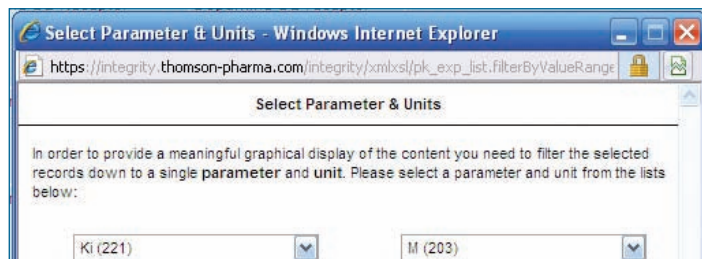 Select Parameter & Units - Windows Internet Explorer
https://integrity.thomson-pharma.com/integrity/xmlxsl/pk_exp_list.filterByValueRange
Select Parameter & Units
In order to provide a meaningful graphical display of the content you need to filter the selected
records down to a single parameter and unit. Please select a parameter and unit from the lists
below:
Ki (221) M (203)